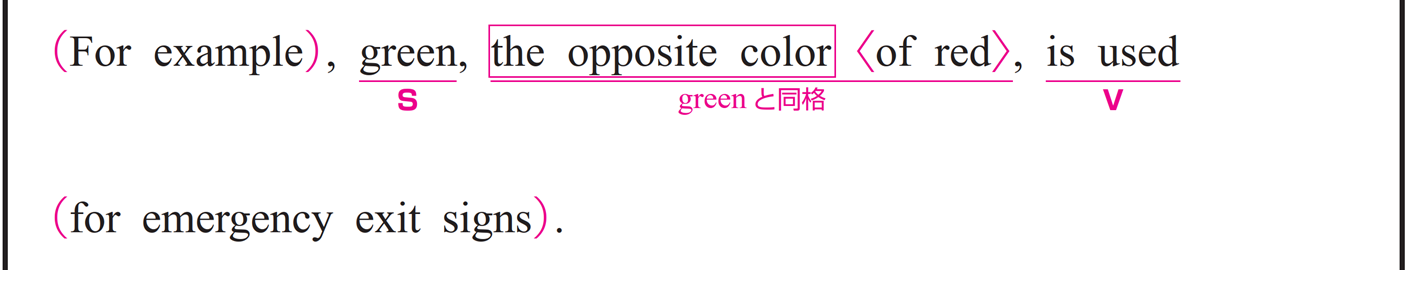 (For example), green, the opposite color 〈of red〉, is used
S greenと同格 V
(for emergency exit signs).